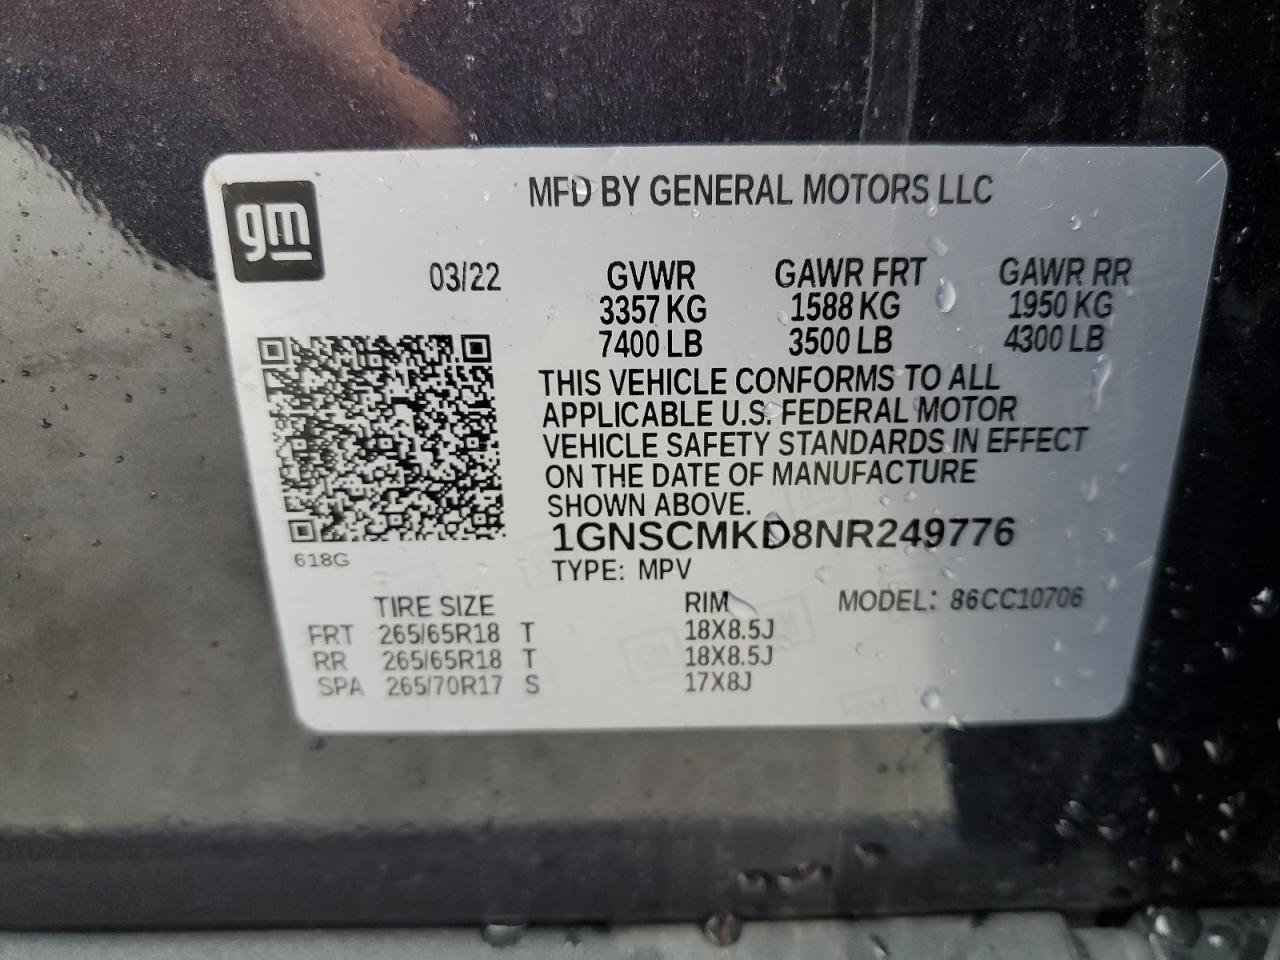 gm
MFD BY GENERAL MOTORS LLC
03/22 GVWR GAWR FRT GAWR RR
3357 KG 1588 KG 1950 KG
7400 LB 3500 LB 4300 LB
THIS VEHICLE CONFORMS TO ALL
APPLICABLE U.S. FEDERAL MOTOR
VEHICLE SAFETY STANDARDS IN EFFECT
ON THE DATE OF MANUFACTURE
SHOWN ABOVE.
1GNSCMKD8NR249776
618G
TYPE: MPV
TIRE SIZE RIM MODEL: 86CC10706
FRT 265/65R18 T 18X8.5J
RR 265/65R18 T 18X8.5J
SPA 265/70R17 S 17X8J